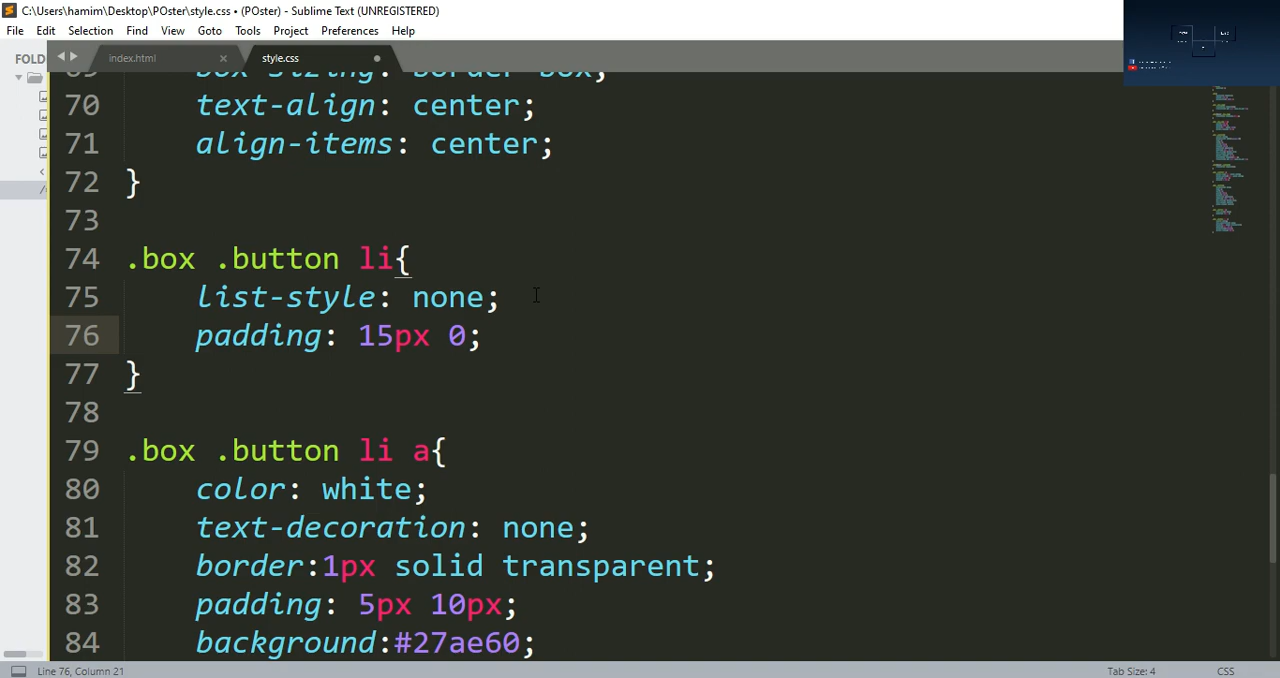 C:\Users\hamim\Desktop\POster\style.css • (POster) - Sublime Text (UNREGISTERED)
File Edit Selection Find View Goto Tools Project Preferences Help
FOLD
index.html ×
style.css
69 box-sizing: border-box;
70 text-align: center;
71 align-items: center;
72 }
73
74 .box .button li{
75 list-style: none;
76 padding: 15px 0;
77 }
78
79 .box .button li a{
80 color: white;
81 text-decoration: none;
82 border:1px solid transparent;
83 padding: 5px 10px;
84 background:#27ae60;
Line 76, Column 21
Tab Size: 4
CSS